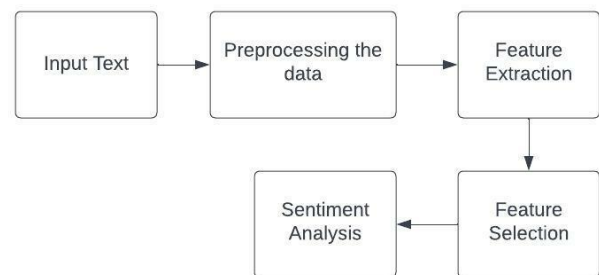 Input Text
Preprocessing the
data
Feature
Extraction
Feature
Selection
Sentiment
Analysis